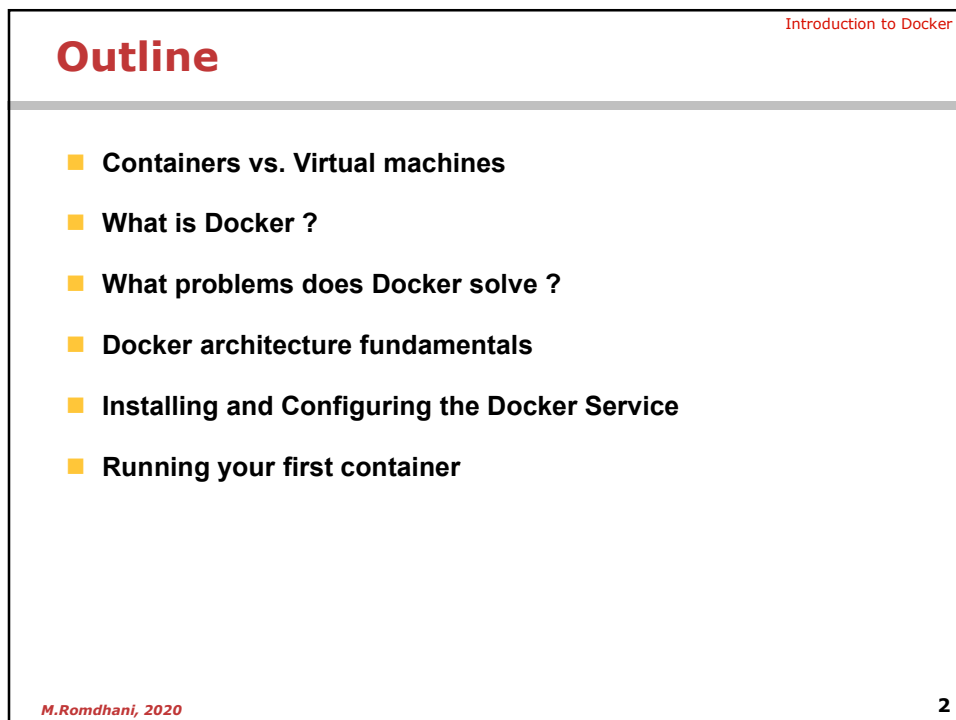 Introduction to Docker
Outline
Containers vs. Virtual machines
What is Docker ?
What problems does Docker solve ?
Docker architecture fundamentals
Installing and Configuring the Docker Service
Running your first container
M.Romdhani, 2020
2